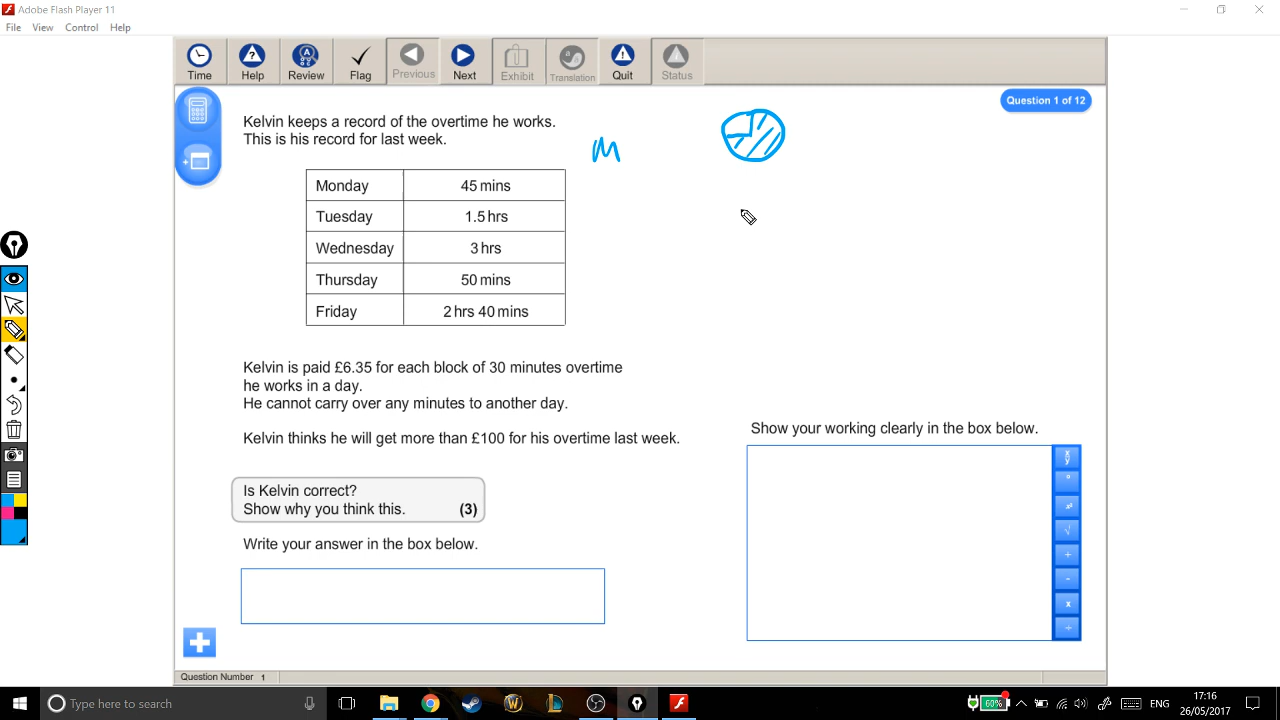 Adobe Flash Player 11
File View Control Help
Time Help Review Flag Previous Next Exhibit Translation Quit Status
Question 1 of 12
Kelvin keeps a record of the overtime he works.
This is his record for last week.
M
Monday 45 mins
Tuesday 1.5 hrs
Wednesday 3 hrs
Thursday 50 mins
Friday 2 hrs 40 mins
Kelvin is paid £6.35 for each block of 30 minutes overtime
he works in a day.
He cannot carry over any minutes to another day.
Kelvin thinks he will get more than £100 for his overtime last week.
Show your working clearly in the box below.
Is Kelvin correct?
Show why you think this. (3)
Write your answer in the box below.
x
y
°
x²
√
+
-
x
÷
Question Number 1
Type here to search
60%
ENG
17:16
26/05/2017